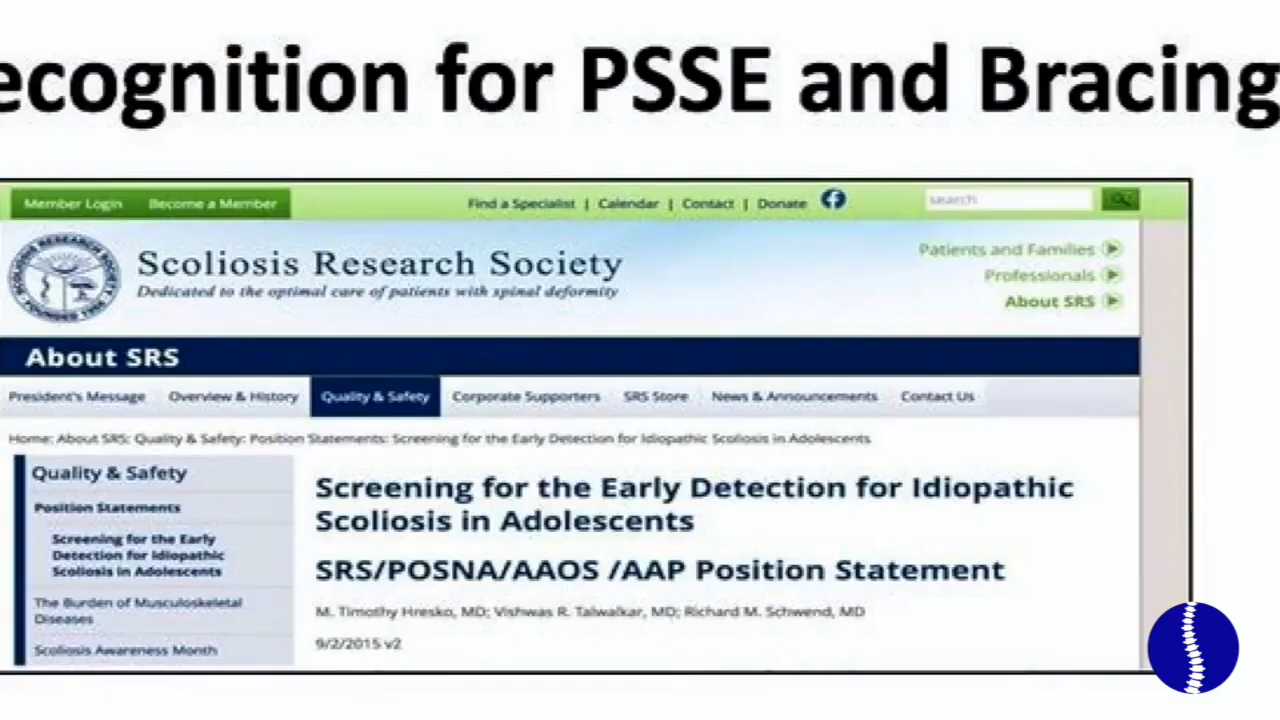 ecognition for PSSE and Bracing
Member Login Become a Member Find a Specialist | Calendar | Contact | Donate search
SCOLIOSIS RESEARCH SOCIETY
FOUNDED 1966
Scoliosis Research Society
Dedicated to the optimal care of patients with spinal deformity
Patients and Families
Professionals
About SRS
About SRS
President's Message Overview & History Quality & Safety Corporate Supporters SRS Store News & Announcements Contact Us
Home: About SRS: Quality & Safety: Position Statements: Screening for the Early Detection for Idiopathic Scoliosis in Adolescents
Quality & Safety
Position Statements
Screening for the Early
Detection for Idiopathic
Scoliosis in Adolescents
The Burden of Musculoskeletal
Diseases
Scoliosis Awareness Month
Screening for the Early Detection for Idiopathic
Scoliosis in Adolescents
SRS/POSNA/AAOS /AAP Position Statement
M. Timothy Hresko, MD; Vishwas R. Talwalkar, MD; Richard M. Schwend, MD
9/2/2015 v2